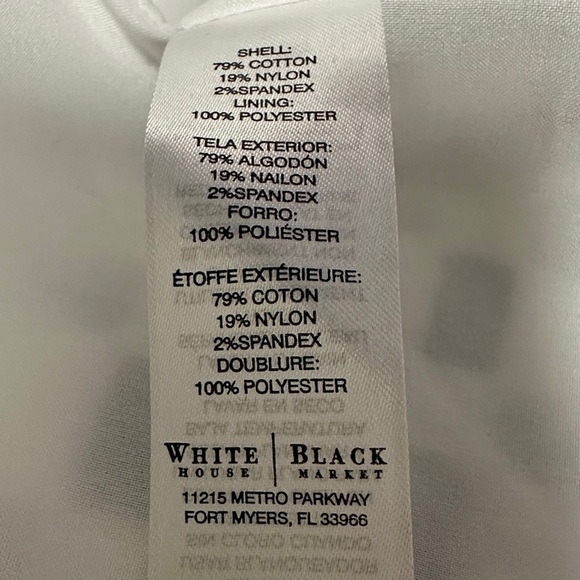 SHELL:
79% COTTON
19% NYLON
2%SPANDEX
LINING:
100% POLYESTER
TELA EXTERIOR:
79% ALGODÓN
19% NAILON
2%SPANDEX
FORRO:
100% POLIÉSTER
ÉTOFFE EXTÉRIEURE:
79% COTON
19% NYLON
2%SPANDEX
DOUBLURE:
100% POLYESTER
WHITE | BLACK
HOUSE | MARKET
11215 METRO PARKWAY
FORT MYERS, FL 33966